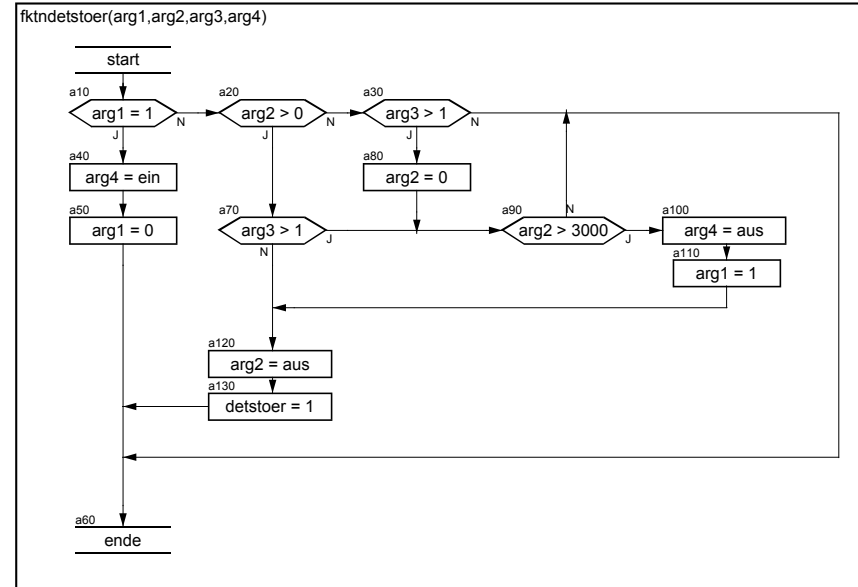 fktndetstoer(arg1,arg2,arg3,arg4)
start
a10
arg1 = 1
J
N
a20
arg2 > 0
J
N
a30
arg3 > 1
J
N
a40
arg4 = ein
a80
arg2 = 0
a50
arg1 = 0
a70
arg3 > 1
J
N
a90
arg2 > 3000
N
J
a100
arg4 = aus
a110
arg1 = 1
a120
arg2 = aus
a130
detstoer = 1
a60
ende